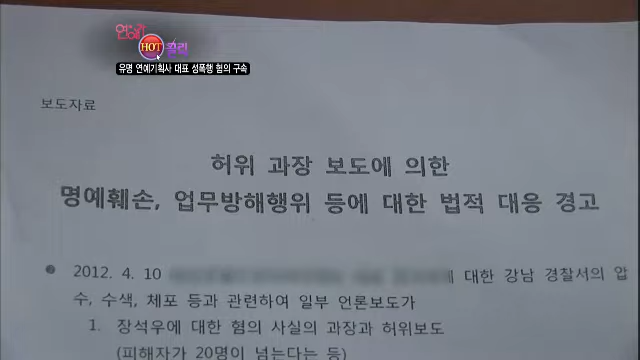 연예가
HOT
클릭
유명 연예기획사 대표 성폭행 혐의 구속
보도자료
허위 과장 보도에 의한
명예훼손, 업무방해행위 등에 대한 법적 대응 경고
2012. 4. 10 에 대한 강남 경찰서의 압
수, 수색, 체포 등과 관련하여 일부 언론보도가
1. 장석우에 대한 혐의 사실의 과장과 허위보도
(피해자가 20명이 넘는다는 등)